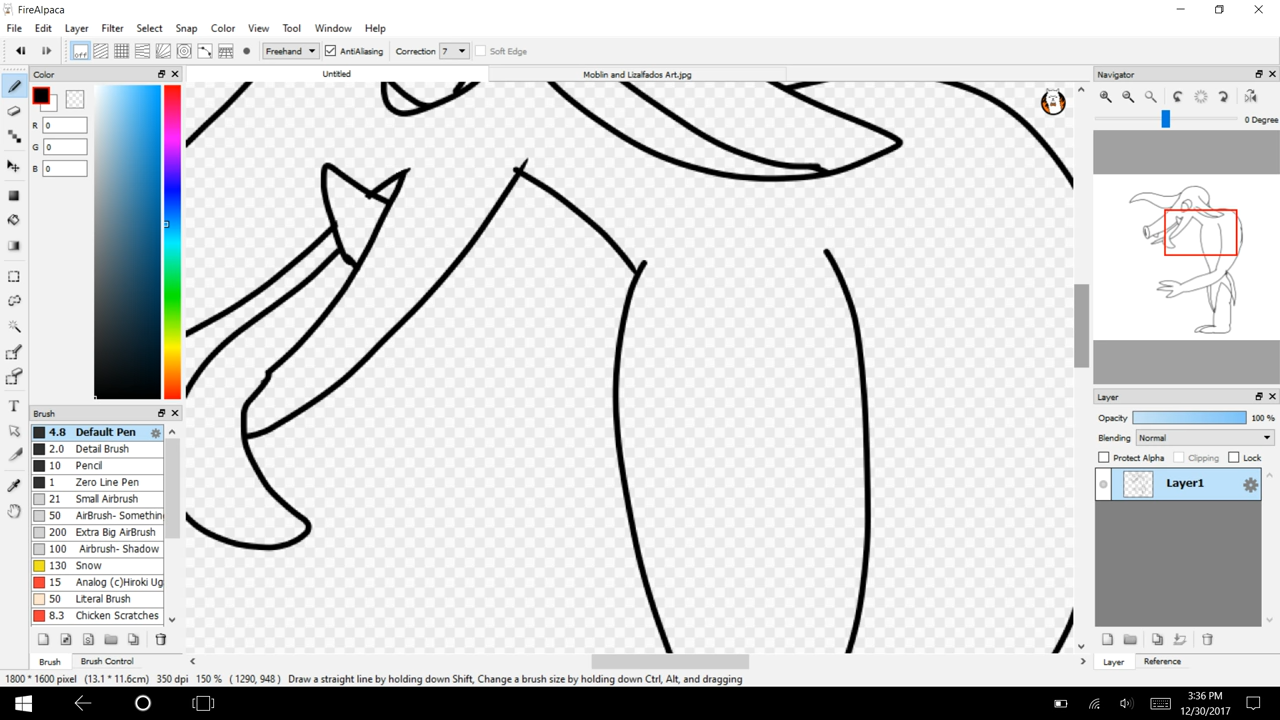 FireAlpaca
File Edit Layer Filter Select Snap Color View Tool Window Help
off Freehand AntiAliasing Correction 7 Soft Edge
Color
Untitled Moblin and Lizalfados Art.jpg
Navigator
R 0
G 0
B 0
0 Degree
Brush
4.8 Default Pen
2.0 Detail Brush
10 Pencil
1 Zero Line Pen
21 Small Airbrush
50 AirBrush- Something
200 Extra Big AirBrush
100 Airbrush- Shadow
130 Snow
15 Analog (c)Hiroki Ug
50 Literal Brush
8.3 Chicken Scratches
Brush Brush Control
Layer
Opacity 100 %
Blending Normal
Protect Alpha Clipping Lock
Layer1
Layer Reference
1800 * 1600 pixel (13.1 * 11.6cm) 350 dpi 150 % ( 1290, 948 ) Draw a straight line by holding down Shift, Change a brush size by holding down Ctrl, Alt, and dragging
3:36 PM
12/30/2017